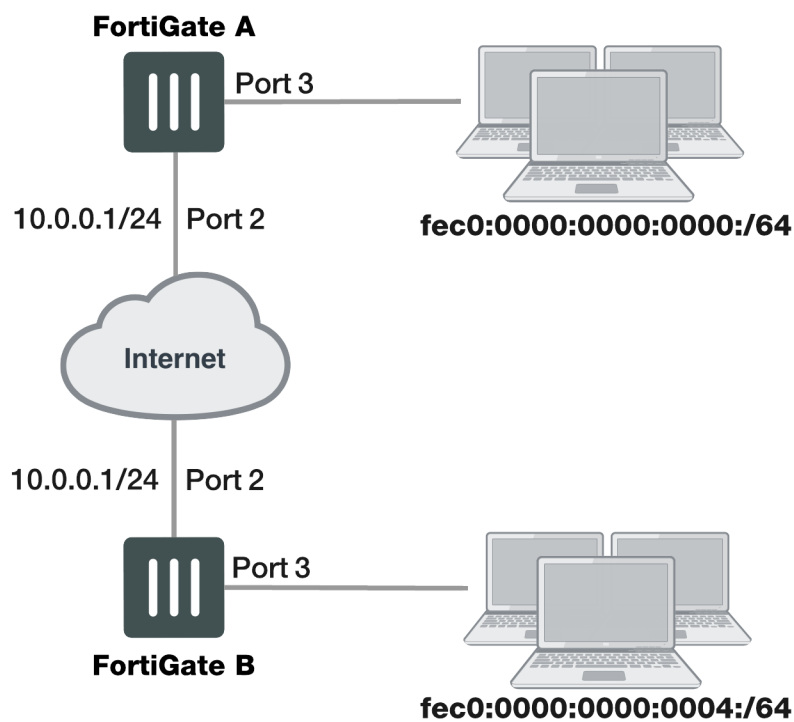 FortiGate A
Port 3
10.0.0.1/24 Port 2
fec0:0000:0000:0000:/64
Internet
10.0.0.1/24 Port 2
Port 3
FortiGate B
fec0:0000:0000:0004:/64